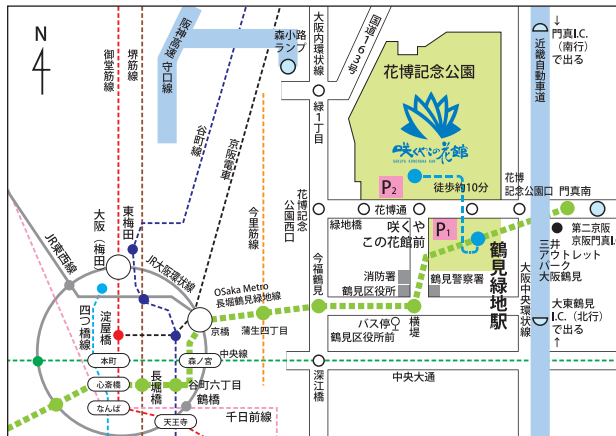 N
御堂筋線
堺筋線
阪神高速 守口線
谷町線
京阪電車
今里筋線
森小路
ランプ
大阪内環状線
国道163号
緑1丁目
花博記念公園
咲くやこの花館
SAKUYA KONOHANA KAN
P2
徒歩約10分
花博
記念公園口
門真南
近畿自動車道
↓
門真I.C.
（南行）
で出る
花博記念
公園西口
花博通
緑地橋
咲くや
この花館前
P1
鶴見緑地駅
第二京阪
京阪門真I.C.
三井
アウトレット
パーク
大阪鶴見
大阪中央環状線
大東鶴見
I.C.（北行）
で出る
↑
消防署
鶴見区役所
鶴見警察署
今福鶴見
横堤
バス停
鶴見区役所前
深江橋
中央大通
JR東西線
大阪（梅田）
東梅田
JR大阪環状線
OSaka Metro
長堀鶴見緑地線
京橋
蒲生四丁目
四つ橋線
淀屋橋
本町
森ノ宮
中央線
心斎橋
長堀橋
谷町六丁目
鶴橋
なんば
千日前線
天王寺